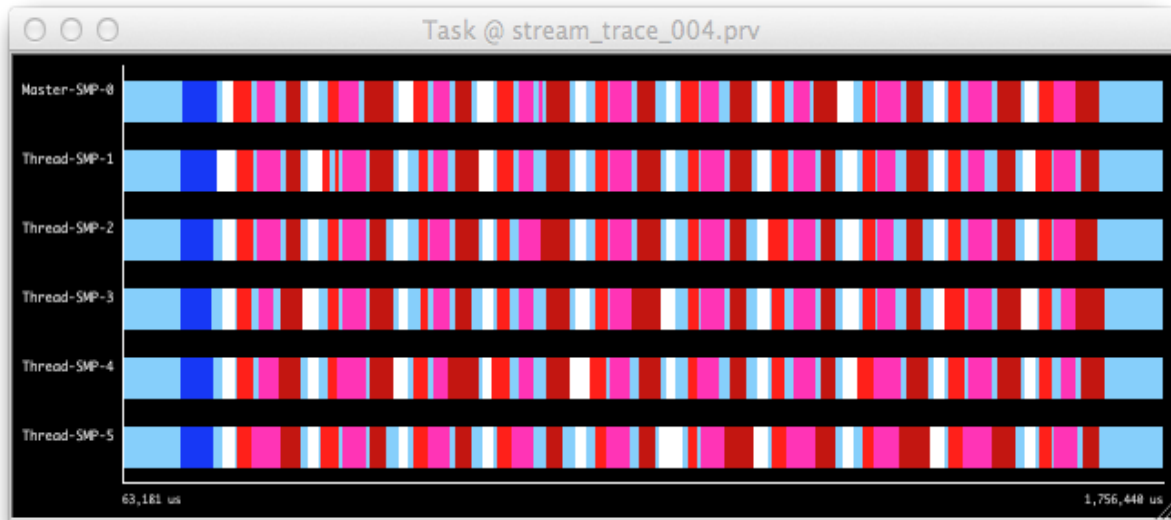 Task @ stream_trace_004.prv
Master-SMP-0
Thread-SMP-1
Thread-SMP-2
Thread-SMP-3
Thread-SMP-4
Thread-SMP-5
63,181 us
1,756,440 us